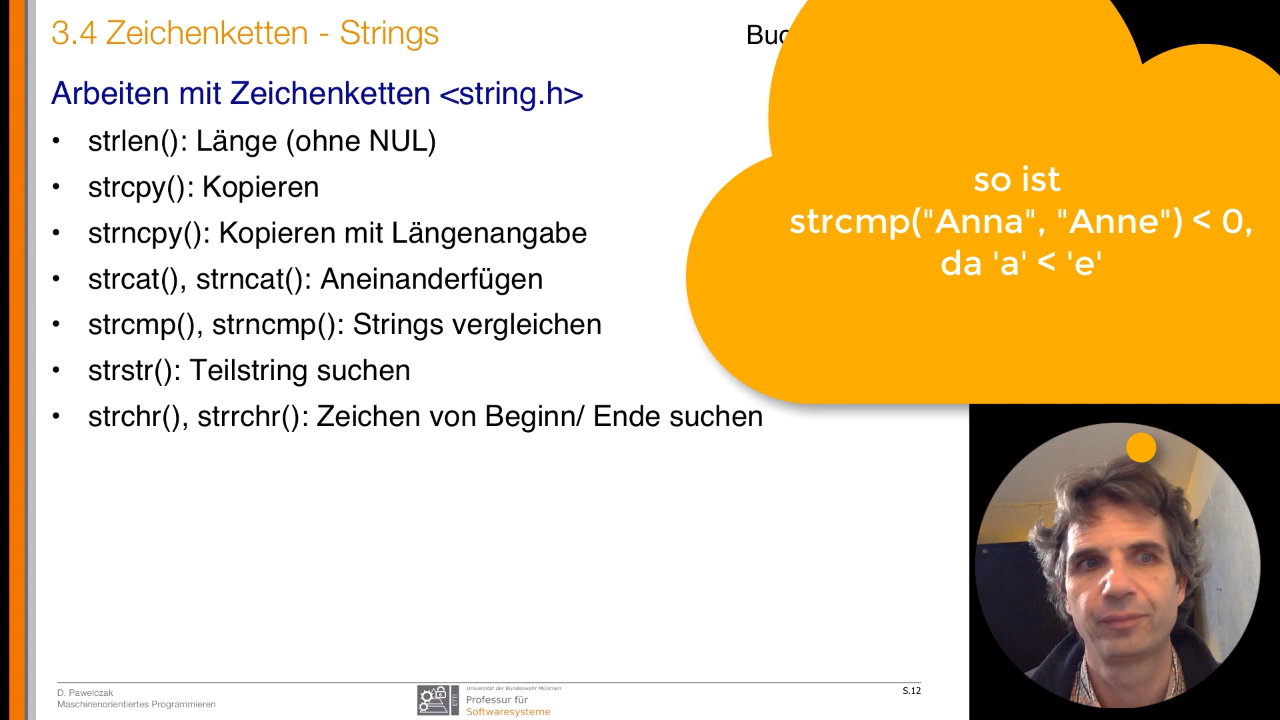 3.4 Zeichenketten - Strings
Arbeiten mit Zeichenketten <string.h>
• strlen(): Länge (ohne NUL)
• strcpy(): Kopieren
• strncpy(): Kopieren mit Längenangabe
• strcat(), strncat(): Aneinanderfügen
• strcmp(), strncmp(): Strings vergleichen
• strstr(): Teilstring suchen
• strchr(), strrchr(): Zeichen von Beginn/ Ende suchen
so ist
strcmp("Anna", "Anne") < 0,
da 'a' < 'e'
D. Pawelczak
Maschinenorientiertes Programmieren
ETTI
Universität der Bundeswehr München
Professur für
Softwaresysteme
S.12